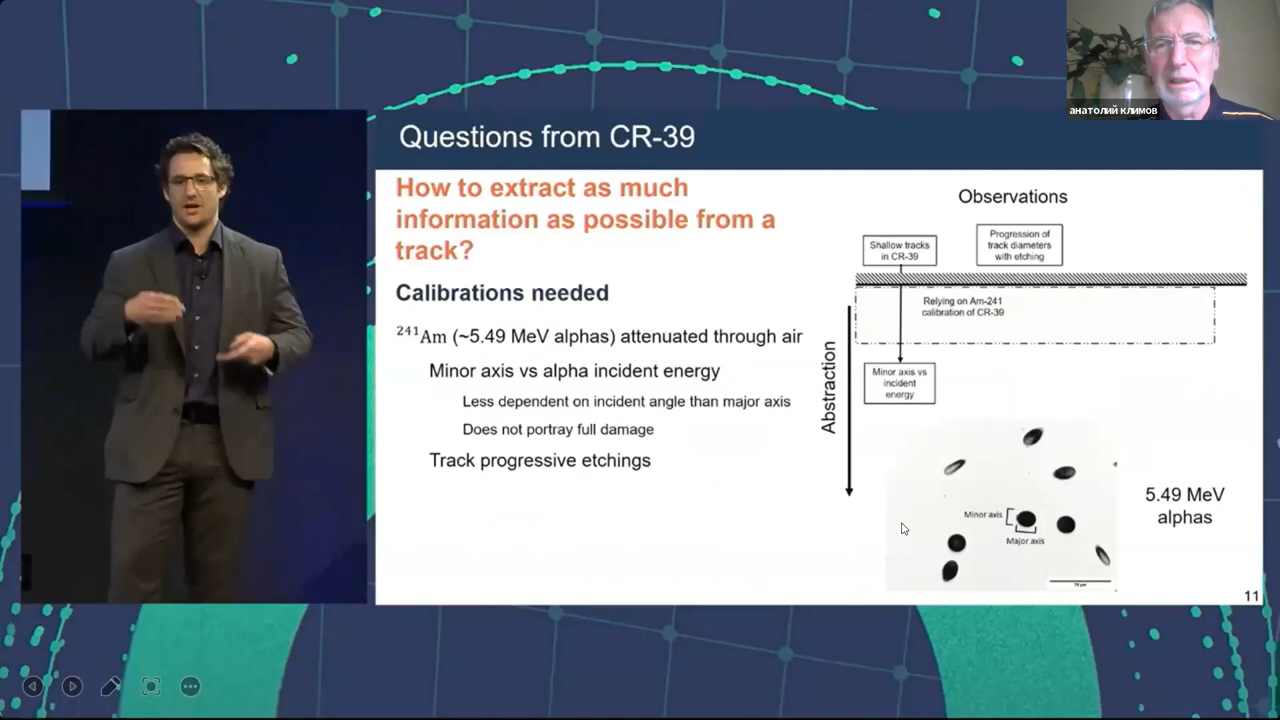 анатолий климов
Questions from CR-39
How to extract as much
information as possible from a
track?
Calibrations needed
²⁴¹Am (~5.49 MeV alphas) attenuated through air
Minor axis vs alpha incident energy
Less dependent on incident angle than major axis
Does not portray full damage
Track progressive etchings
Observations
Shallow tracks
in CR-39
Progression of
track diameters
with etching
Relying on Am-241
calibration of CR-39
Abstraction
Minor axis vs
incident
energy
Minor axis
Major axis
5.49 MeV
alphas
11